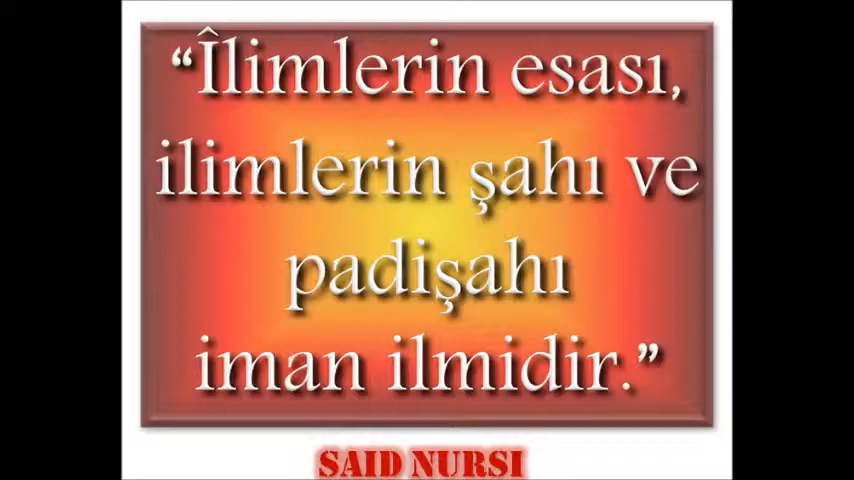 “Îlimlerin esası,
ilimlerin şahı ve
padişahı
iman ilmidir.”
SAID NURSI